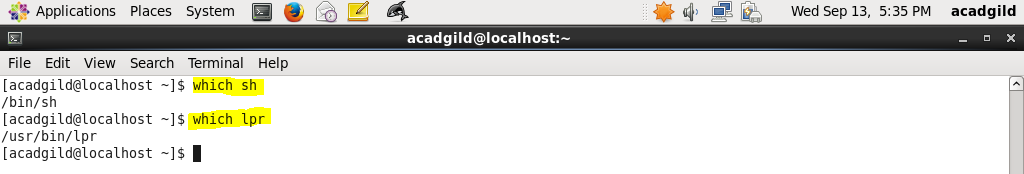 Applications Places System Wed Sep 13, 5:35 PM acadgild
acadgild@localhost:~
File Edit View Search Terminal Help
[acadgild@localhost ~]$ which sh
/bin/sh
[acadgild@localhost ~]$ which lpr
/usr/bin/lpr
[acadgild@localhost ~]$